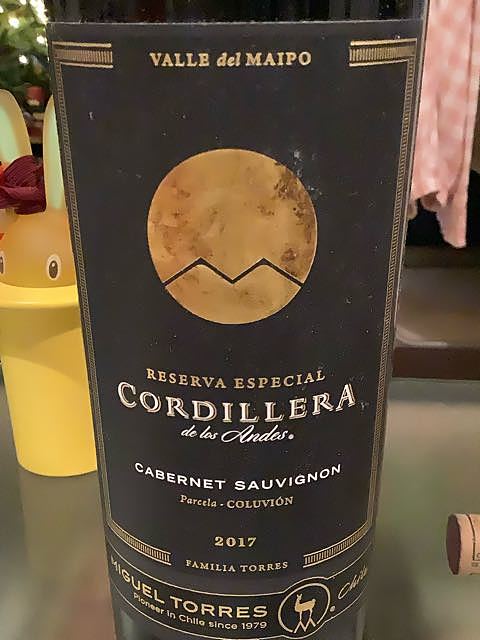 VALLE del MAIPO
RESERVA ESPECIAL
CORDILLERA
de los Andes.
CABERNET SAUVIGNON
Parcela - COLUVIÓN
2017
FAMILIA TORRES
MIGUEL TORRES
Chile
Pioneer in Chile since 1979